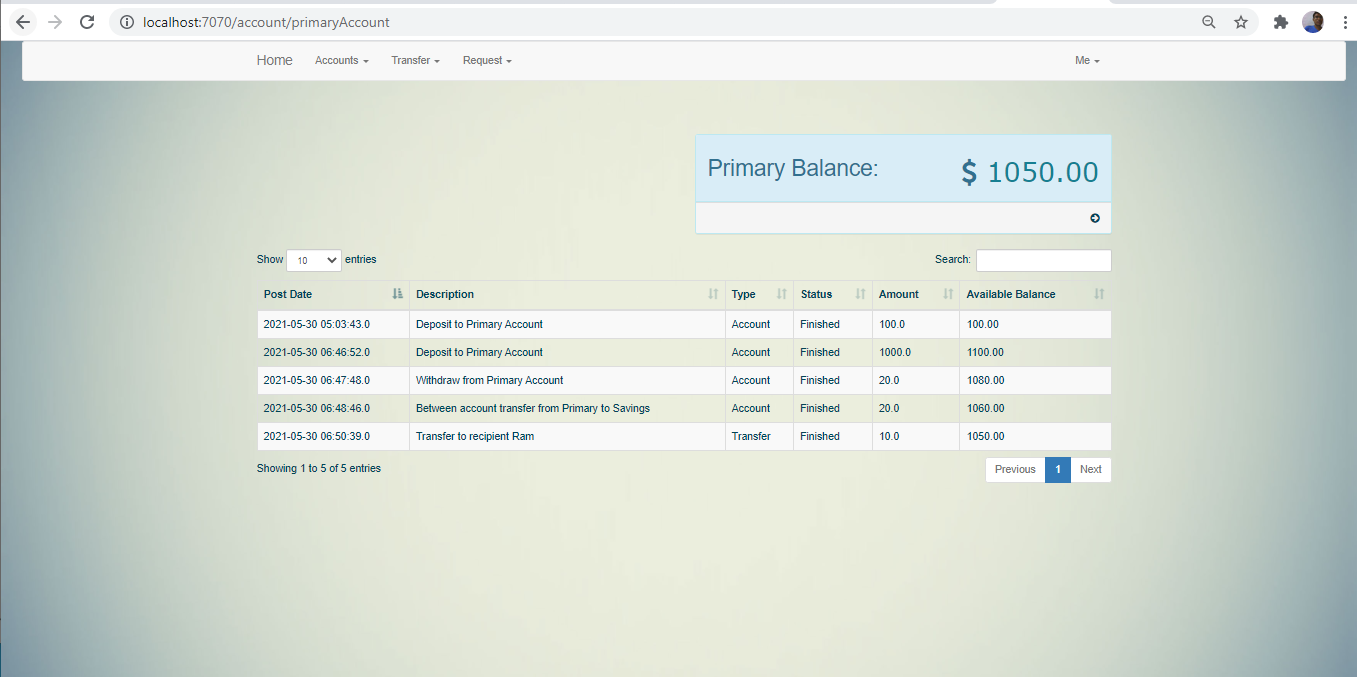 localhost:7070/account/primaryAccount
Home Accounts Transfer Request Me
Primary Balance: $ 1050.00
Show 10 entries Search:
Post Date Description Type Status Amount Available Balance
2021-05-30 05:03:43.0 Deposit to Primary Account Account Finished 100.0 100.00
2021-05-30 06:46:52.0 Deposit to Primary Account Account Finished 1000.0 1100.00
2021-05-30 06:47:48.0 Withdraw from Primary Account Account Finished 20.0 1080.00
2021-05-30 06:48:46.0 Between account transfer from Primary to Savings Account Finished 20.0 1060.00
2021-05-30 06:50:39.0 Transfer to recipient Ram Transfer Finished 10.0 1050.00
Showing 1 to 5 of 5 entries Previous 1 Next